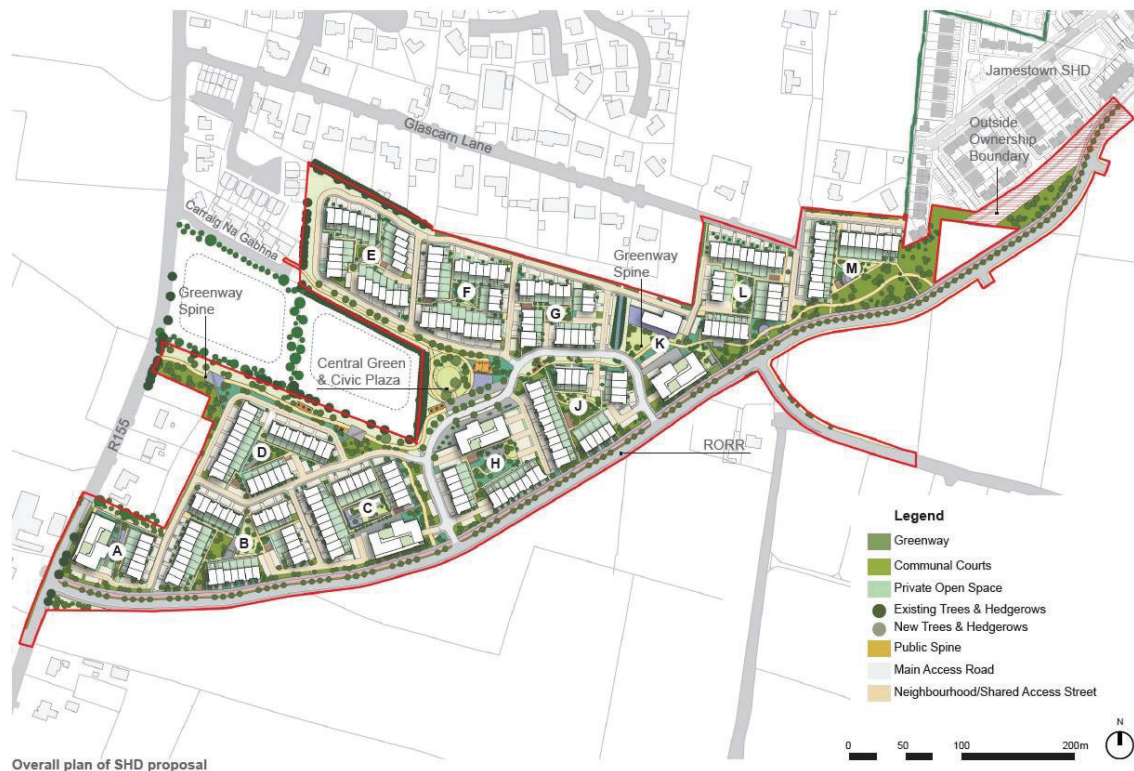 Jamestown SHD
Outside
Ownership
Boundary
Glascarn Lane
Carraig Na Gabhna
Greenway
Spine
E
F
G
Greenway
Spine
L
M
K
Central Green
& Civic Plaza
J
R155
D
H
RORR
C
B
A
Legend
Greenway
Communal Courts
Private Open Space
Existing Trees & Hedgerows
New Trees & Hedgerows
Public Spine
Main Access Road
Neighbourhood/Shared Access Street
N
0 50 100 200m
Overall plan of SHD proposal